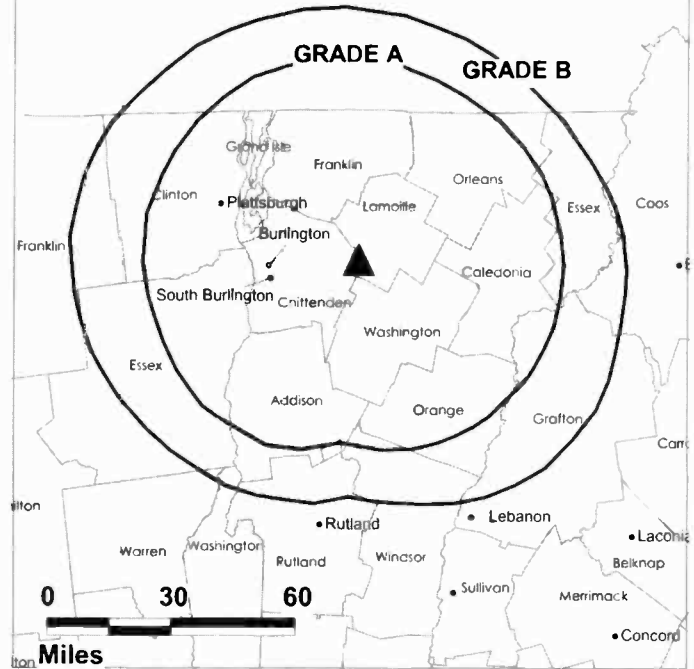 GRADE A
GRADE B
Grand Isle
Franklin
Orleans
Clinton
Plattsburgh
Lamoille
Essex
Coos
Burlington
Franklin
Caledonia
South Burlington
Chittenden
Washington
Essex
Addison
Orange
Grafton
Rutland
Lebanon
Warren
Washington
Rutland
Windsor
Belknap
Sullivan
Merrimack
0 30 60
Concord
Miles